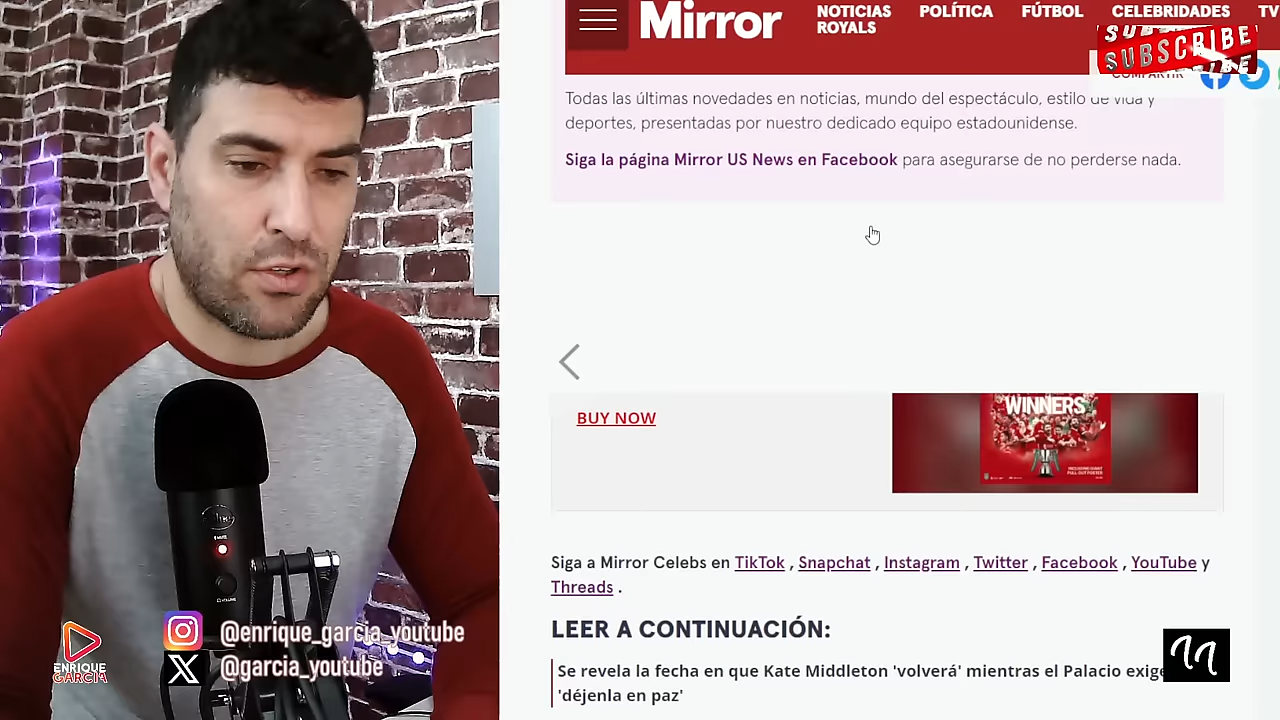 Mirror
NOTICIAS
ROYALS
POLÍTICA
FÚTBOL
CELEBRIDADES
TV
SUBSCRIBE
COMPARTIR
Todas las últimas novedades en noticias, mundo del espectáculo, estilo de vida y
deportes, presentadas por nuestro dedicado equipo estadounidense.
Siga la página Mirror US News en Facebook para asegurarse de no perderse nada.
BUY NOW
WINNERS
Siga a Mirror Celebs en TikTok , Snapchat , Instagram , Twitter , Facebook , YouTube y
Threads .
LEER A CONTINUACIÓN:
Se revela la fecha en que Kate Middleton 'volverá' mientras el Palacio exige
'déjenla en paz'
@enrique_garcia_youtube
@garcia_youtube
ENRIQUE
GARCIA